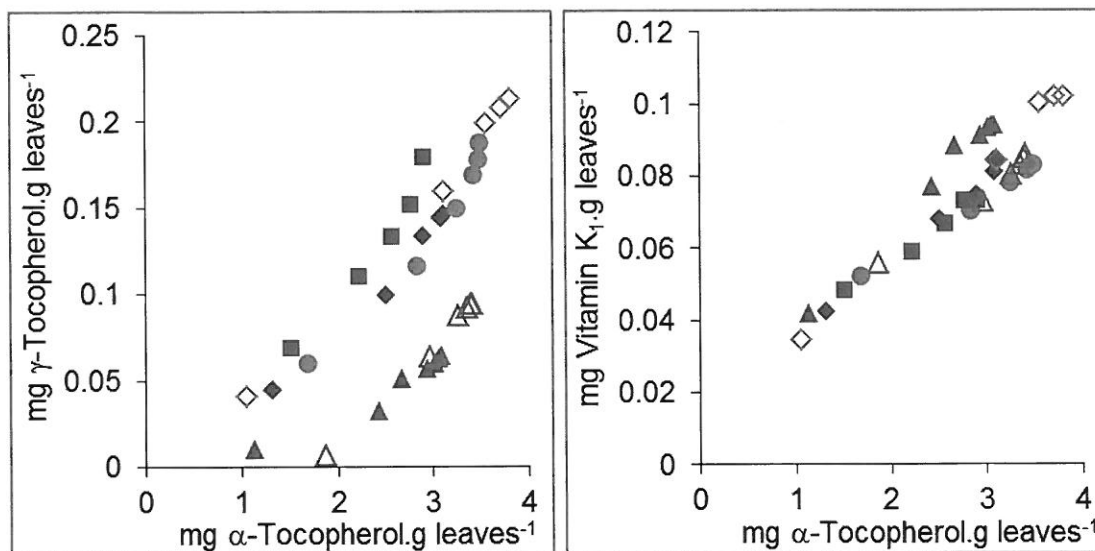 mg γ-Tocopherol.g leaves⁻¹
0.25
0.2
0.15
0.1
0.05
0
0 1 2 3 4
mg α-Tocopherol.g leaves⁻¹
mg Vitamin K₁.g leaves⁻¹
0.12
0.1
0.08
0.06
0.04
0.02
0
0 1 2 3 4
mg α-Tocopherol.g leaves⁻¹